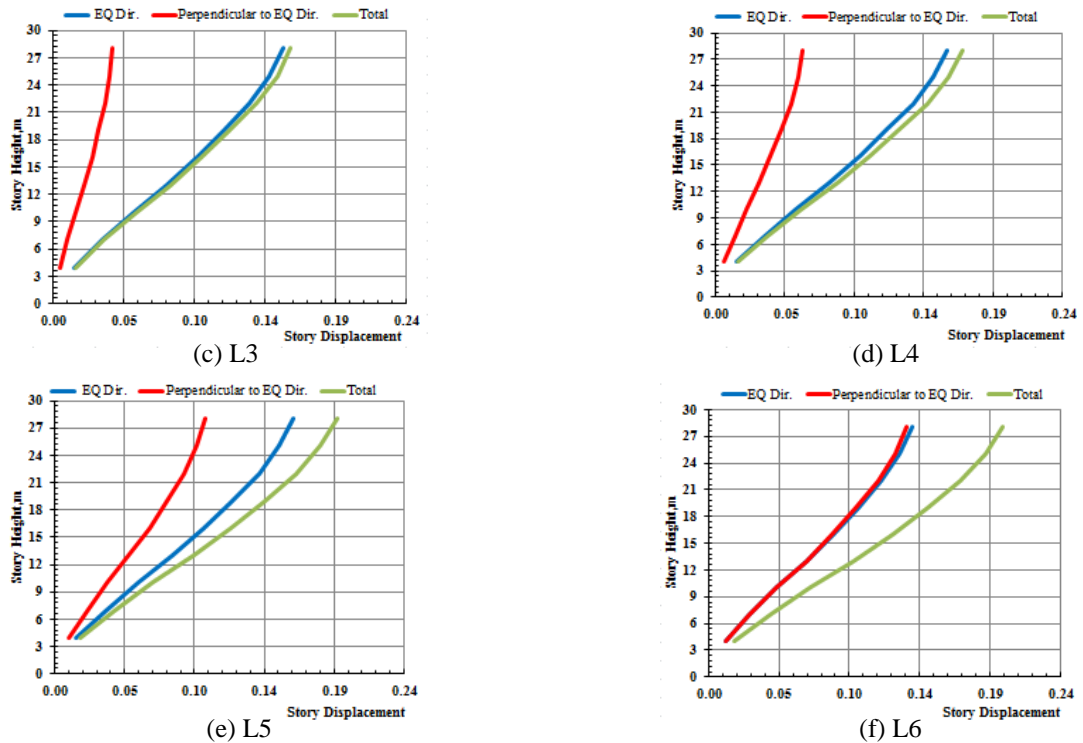 EQ Dir. Perpendicular to EQ Dir. Total
30
27
24
21
18
15
12
9
6
3
0
Story Height,m
0.00 0.05 0.10 0.14 0.19 0.24
Story Displacement
(c) L3
EQ Dir. Perpendicular to EQ Dir. Total
30
27
24
21
18
15
12
9
6
3
0
Story Height,m
0.00 0.05 0.10 0.14 0.19 0.24
Story Displacement
(d) L4
EQ Dir. Perpendicular to EQ Dir. Total
30
27
24
21
18
15
12
9
6
3
0
Story Height,m
0.00 0.05 0.10 0.14 0.19 0.24
Story Displacement
(e) L5
EQ Dir. Perpendicular to EQ Dir. Total
30
27
24
21
18
15
12
9
6
3
0
Story Height,m
0.00 0.05 0.10 0.14 0.19 0.24
Story Displacement
(f) L6